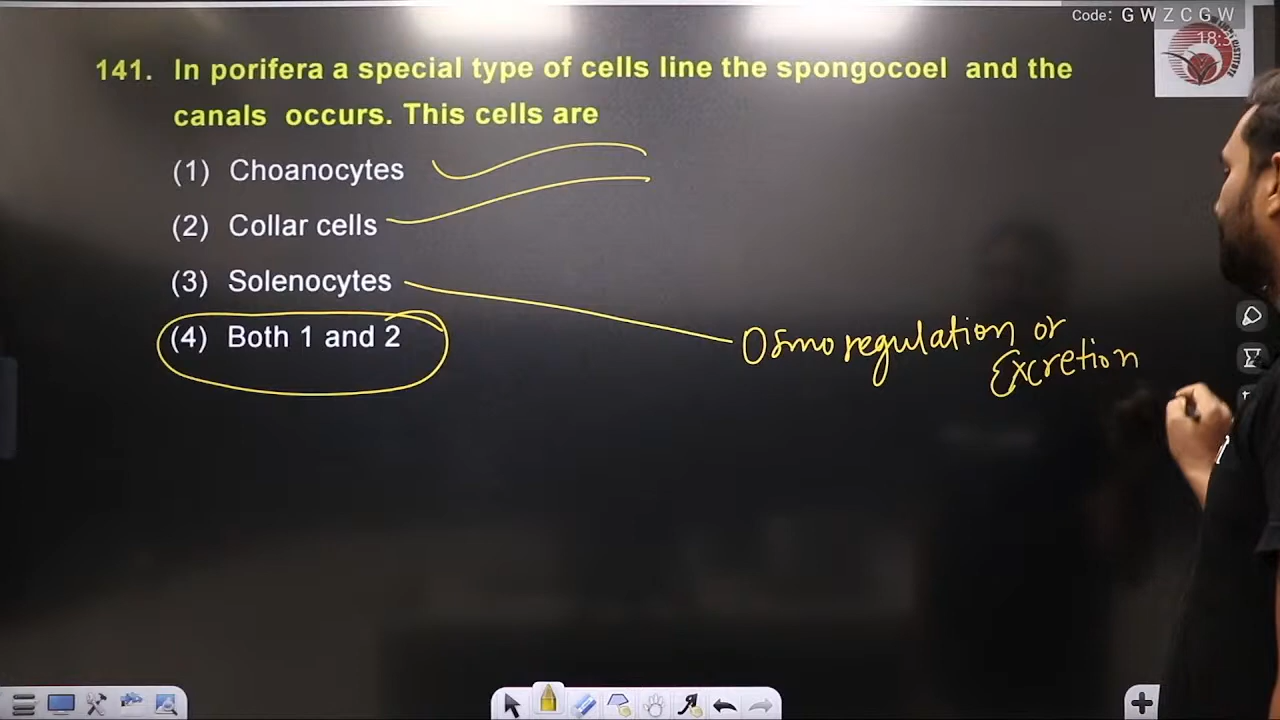 Code: G W Z C G W
141. In porifera a special type of cells line the spongocoel and the
canals occurs. This cells are
(1) Choanocytes
(2) Collar cells
(3) Solenocytes
(4) Both 1 and 2
Osmoregulation or
Excretion